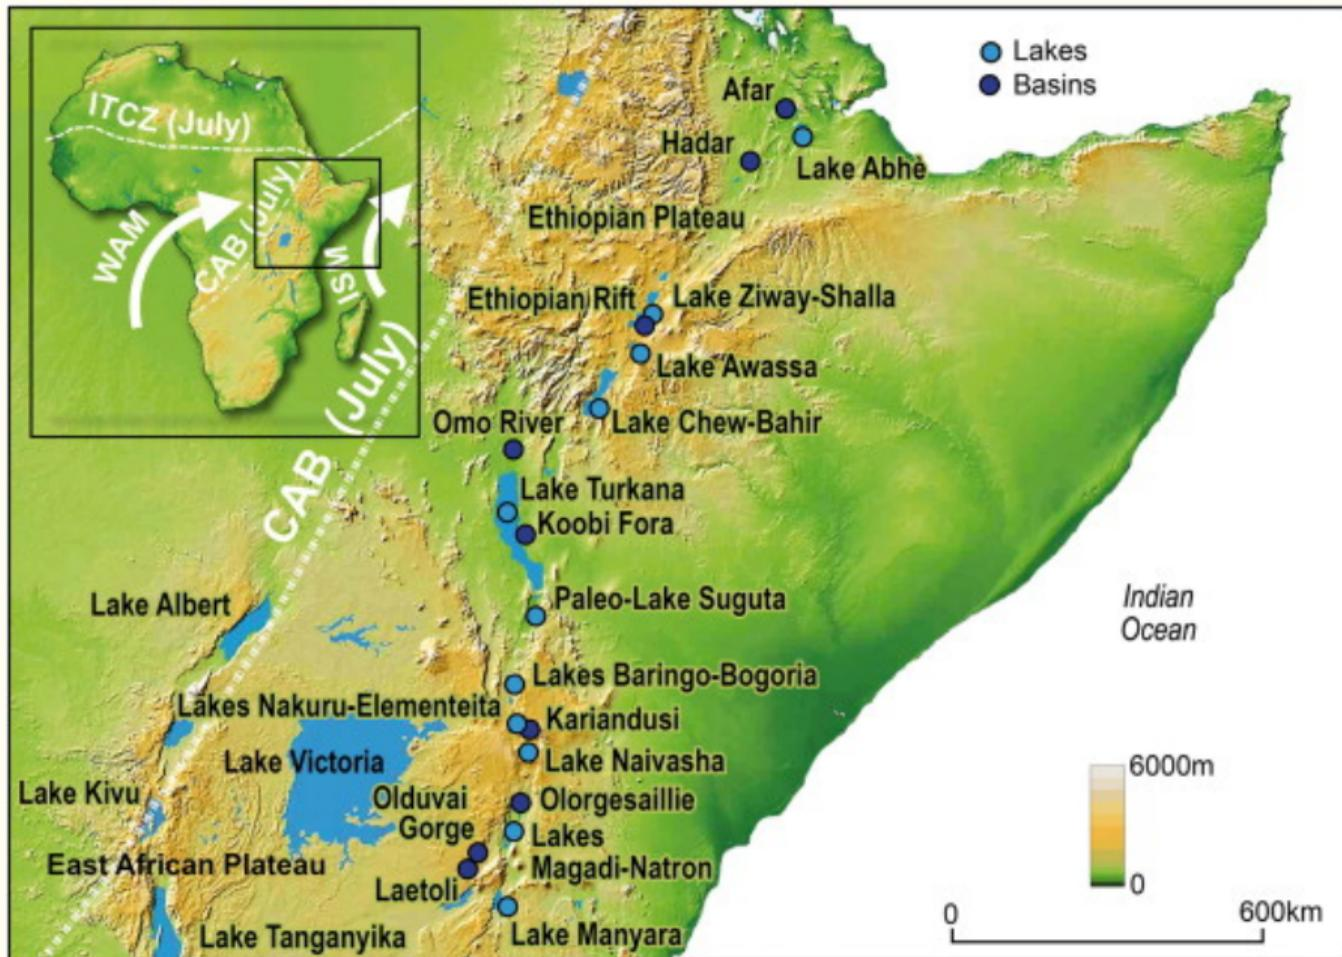 Lakes
Basins
ITCZ (July)
WAM
CAB (July)
ISM
CAB (July)
Afar
Hadar
Lake Abhè
Ethiopian Plateau
Ethiopian Rift
Lake Ziway-Shalla
Lake Awassa
Lake Chew-Bahir
Omo River
Lake Turkana
Koobi Fora
Paleo-Lake Suguta
Lake Albert
Lakes Baringo-Bogoria
Lakes Nakuru-Elementeita
Kariandusi
Lake Victoria
Lake Naivasha
Lake Kivu
Olduvai
Gorge
Olorgesaillie
Lakes
Magadi-Natron
East African Plateau
Laetoli
Lake Tanganyika
Lake Manyara
Indian
Ocean
6000m
0
0
600km